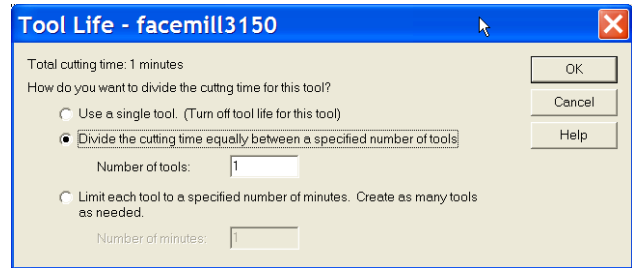 Tool Life - facemill3150
Total cutting time: 1 minutes
OK
How do you want to divide the cuttng time for this tool?
Use a single tool. (Turn off tool life for this tool)
Cancel
Divide the cutting time equally between a specified number of tools
Help
Number of tools: 1
Limit each tool to a specified number of minutes. Create as many tools
as needed.
Number of minutes: 1